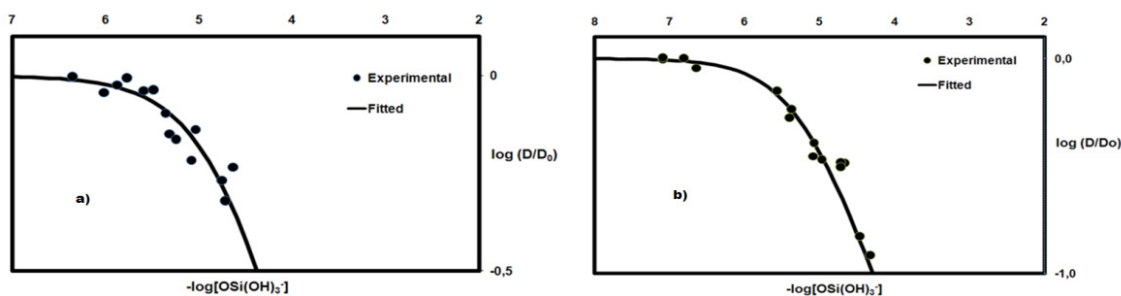 7 6 5 4 3 2
0
Experimental
Fitted
log (D/D₀)
a)
-0,5
-log[OSi(OH)₃⁻]
8 7 6 5 4 3 2
0,0
Experimental
Fitted
log (D/Do)
b)
-1,0
-log[OSi(OH)₃⁻]